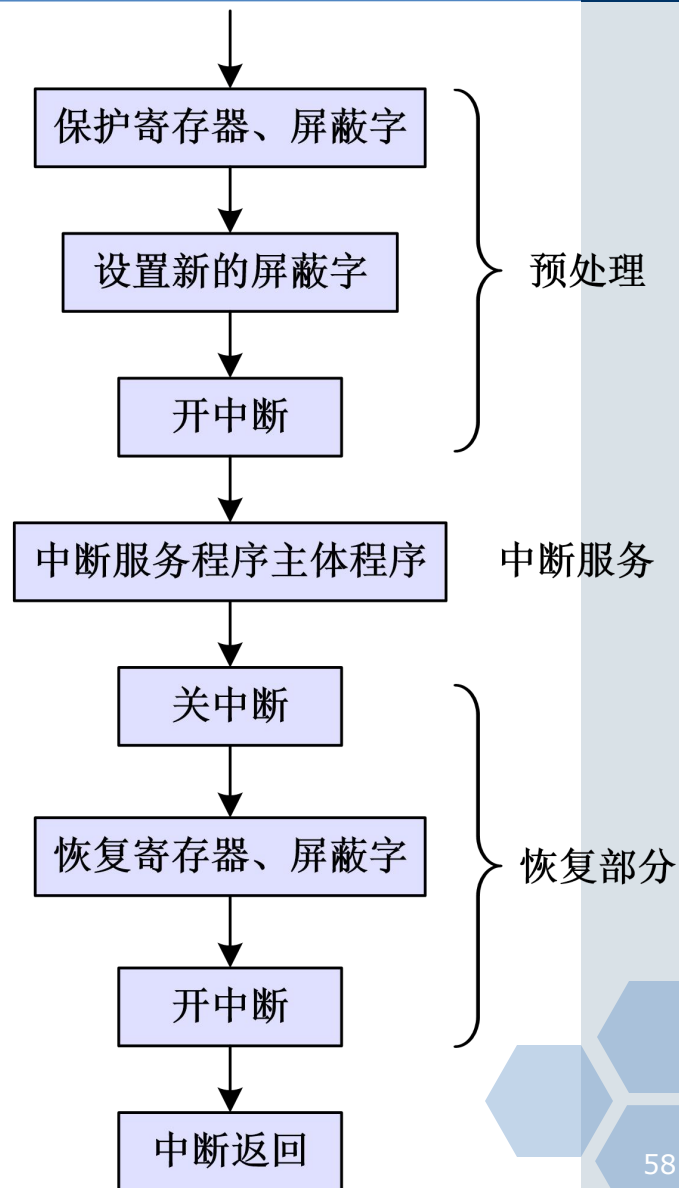 保护寄存器、屏蔽字
设置新的屏蔽字
预处理
开中断
中断服务程序主体程序
中断服务
关中断
恢复寄存器、屏蔽字
恢复部分
开中断
中断返回
58